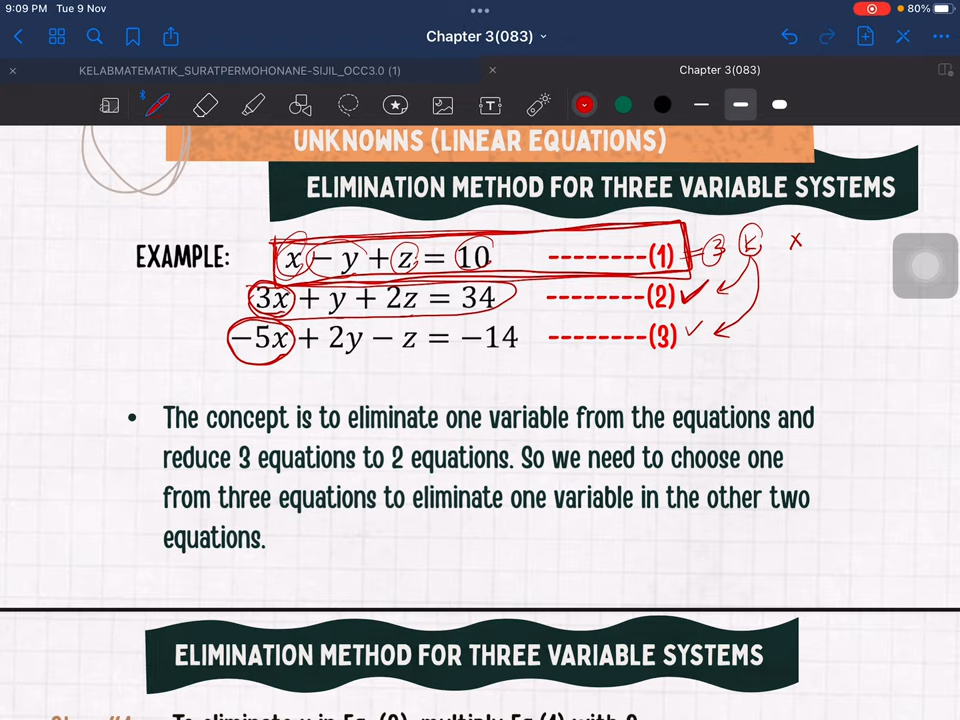 9:09 PM Tue 9 Nov
80%
Chapter 3(083)
KELABMATEMATIK_SURATPERMOHONANE-SIJIL_OCC3.0 (1)
Chapter 3(083)
UNKNOWNS (LINEAR EQUATIONS)
ELIMINATION METHOD FOR THREE VARIABLE SYSTEMS
EXAMPLE: x − y + z = 10 ---------(1) 3 x
3x + y + 2z = 34 ---------(2)
−5x + 2y − z = −14 ---------(3)
• The concept is to eliminate one variable from the equations and
reduce 3 equations to 2 equations. So we need to choose one
from three equations to eliminate one variable in the other two
equations.
ELIMINATION METHOD FOR THREE VARIABLE SYSTEMS